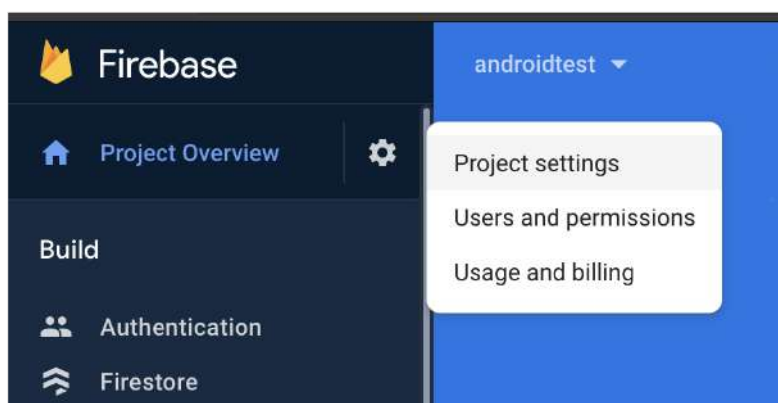 Firebase
androidtest
Project Overview
Project settings
Users and permissions
Usage and billing
Build
Authentication
Firestore